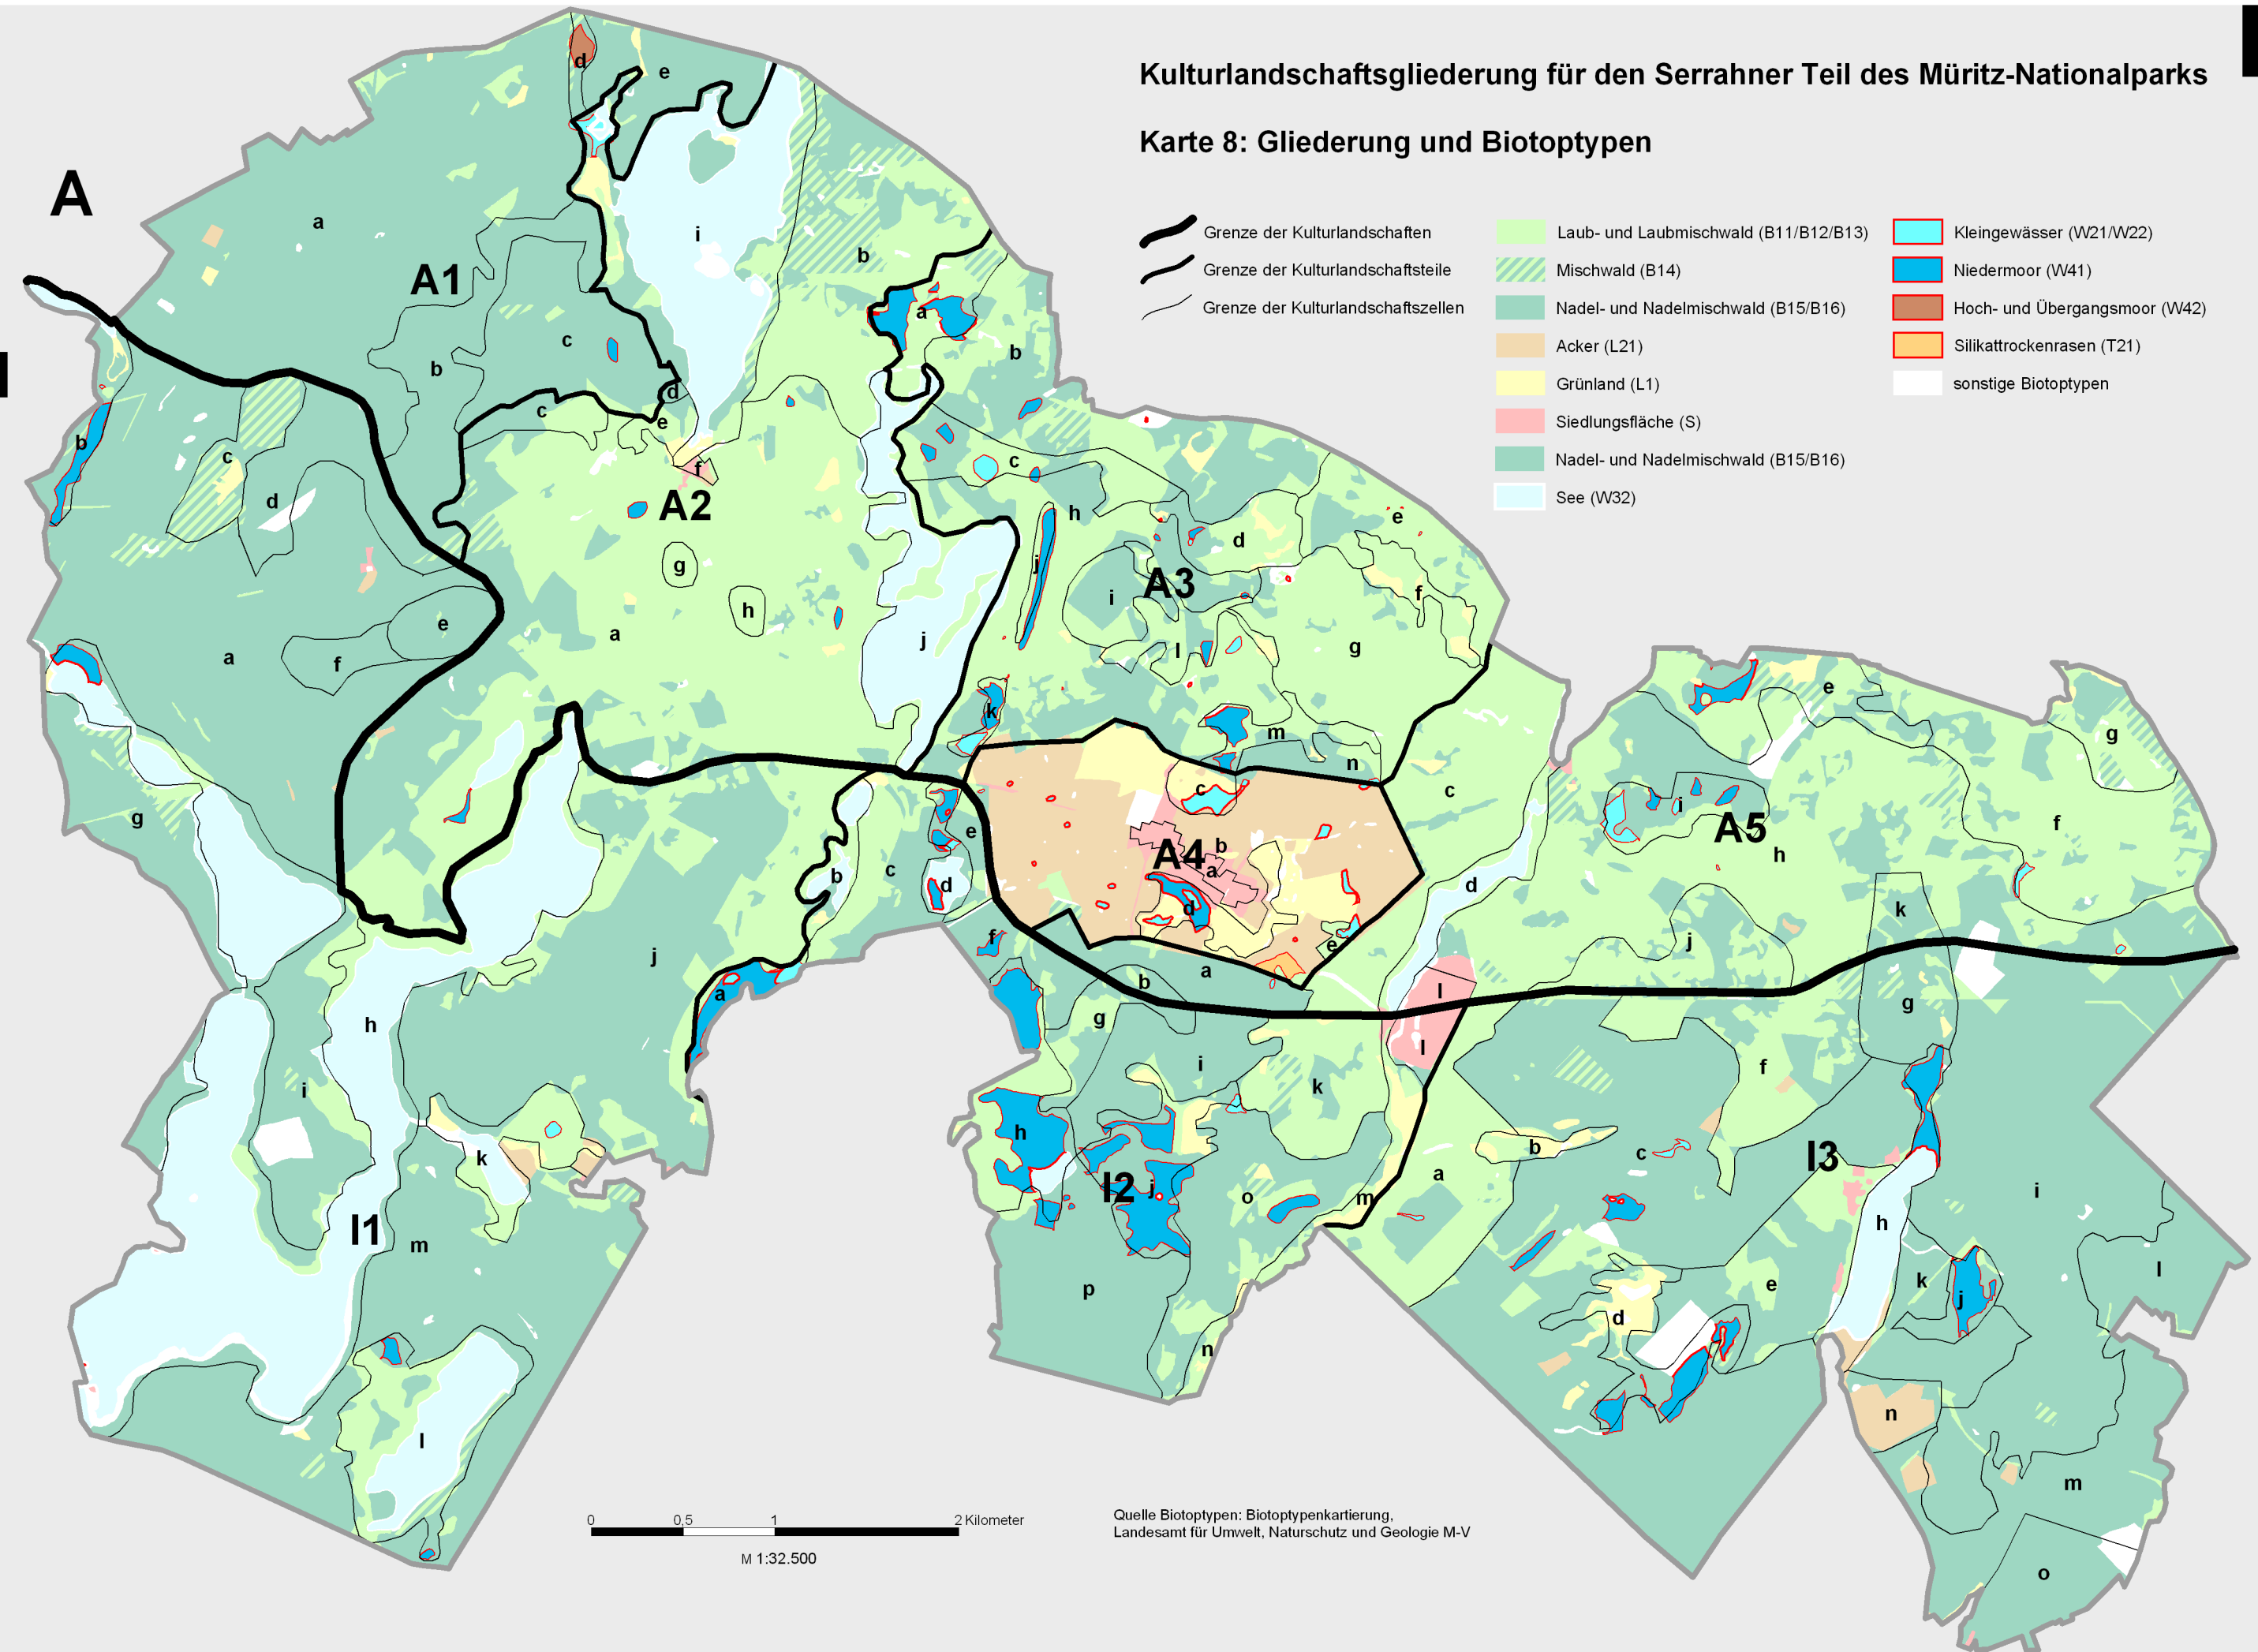 Kulturlandschaftsgliederung für den Serrahner Teil des Müritz-Nationalparks
Karte 8: Gliederung und Biotoptypen
Grenze der Kulturlandschaften
Grenze der Kulturlandschaftsteile
Grenze der Kulturlandschaftszellen
Laub- und Laubmischwald (B11/B12/B13)
Mischwald (B14)
Nadel- und Nadelmischwald (B15/B16)
Acker (L21)
Grünland (L1)
Siedlungsfläche (S)
Nadel- und Nadelmischwald (B15/B16)
See (W32)
Kleingewässer (W21/W22)
Niedermoor (W41)
Hoch- und Übergangsmoor (W42)
Silikattrockenrasen (T21)
sonstige Biotoptypen
A
A1
a
b
c
d
e
d
A2
a
b
c
e
f
g
h
i
j
A3
a
b
c
d
e
f
g
h
i
j
k
l
m
n
A4
a
b
c
d
e
A5
a
b
c
d
e
f
g
h
i
j
k
l
I1
a
b
c
d
e
f
g
h
i
j
k
l
m
I2
a
b
c
d
e
f
g
h
i
j
k
l
m
n
o
p
I3
a
b
c
d
e
f
g
h
i
j
k
l
m
n
o
0 0,5 1 2 Kilometer
M 1:32.500
Quelle Biotoptypen: Biotoptypenkartierung,
Landesamt für Umwelt, Naturschutz und Geologie M-V